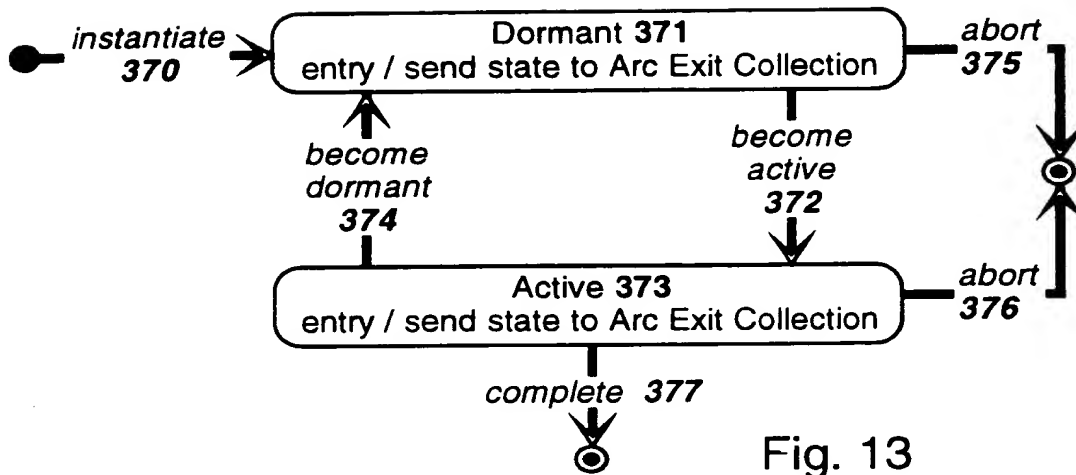 instantiate
370
Dormant 371
entry / send state to Arc Exit Collection
abort
375
become
dormant
374
become
active
372
Active 373
entry / send state to Arc Exit Collection
abort
376
complete 377
Fig. 13